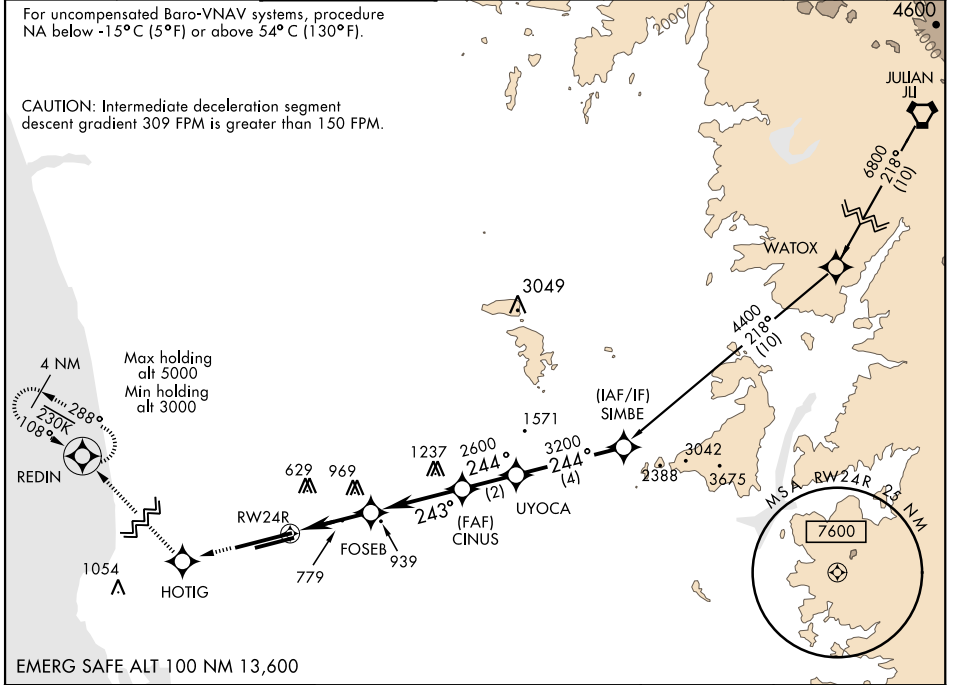 For uncompensated Baro-VNAV systems, procedure
NA below -15°C (5°F) or above 54°C (130°F).
CAUTION: Intermediate deceleration segment
descent gradient 309 FPM is greater than 150 FPM.
2000
4600
4000
JULIAN
JLI
6800
218°
(10)
WATOX
3049
4400
218°
(10)
4 NM
Max holding
alt 5000
Min holding
alt 3000
288°
230K
108°
REDIN
(IAF/IF)
SIMBE
1571
3042
2388
3675
629
969
1237
2600
244°
(2)
3200
244°
(4)
UYOCA
RW24R
243°
(FAF)
CINUS
FOSEB
779
939
1054
HOTIG
MSA RW24R 25 NM
7600
EMERG SAFE ALT 100 NM 13,600